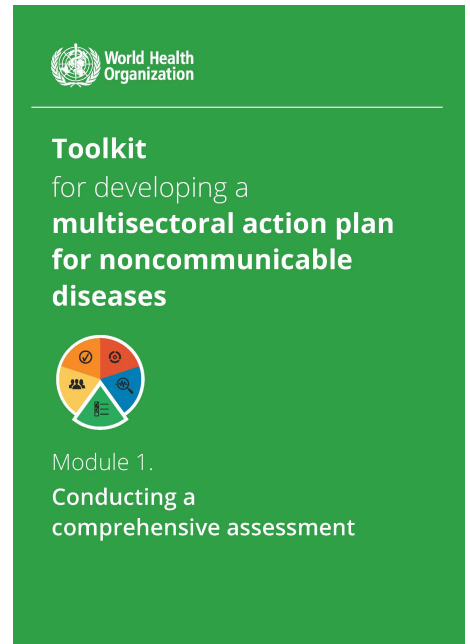 World Health
Organization
Toolkit
for developing a
multisectoral action plan
for noncommunicable
diseases
Module 1.
Conducting a
comprehensive assessment